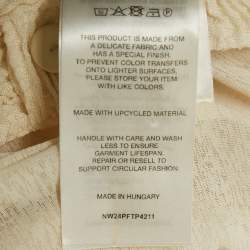 THIS PRODUCT IS MADE FROM
A DELICATE FABRIC AND
HAS A SPECIAL FINISH.
TO PREVENT COLOR TRANSFERS
ONTO LIGHTER SURFACES,
PLEASE STORE YOUR ITEM
WITH LIKE COLORS.
MADE WITH UPCYCLED MATERIAL
HANDLE WITH CARE AND WASH
LESS TO ENSURE
GARMENT LIFESPAN.
REPAIR OR RESELL TO
SUPPORT CIRCULAR FASHION.
MADE IN HUNGARY
NW24PFTP4211